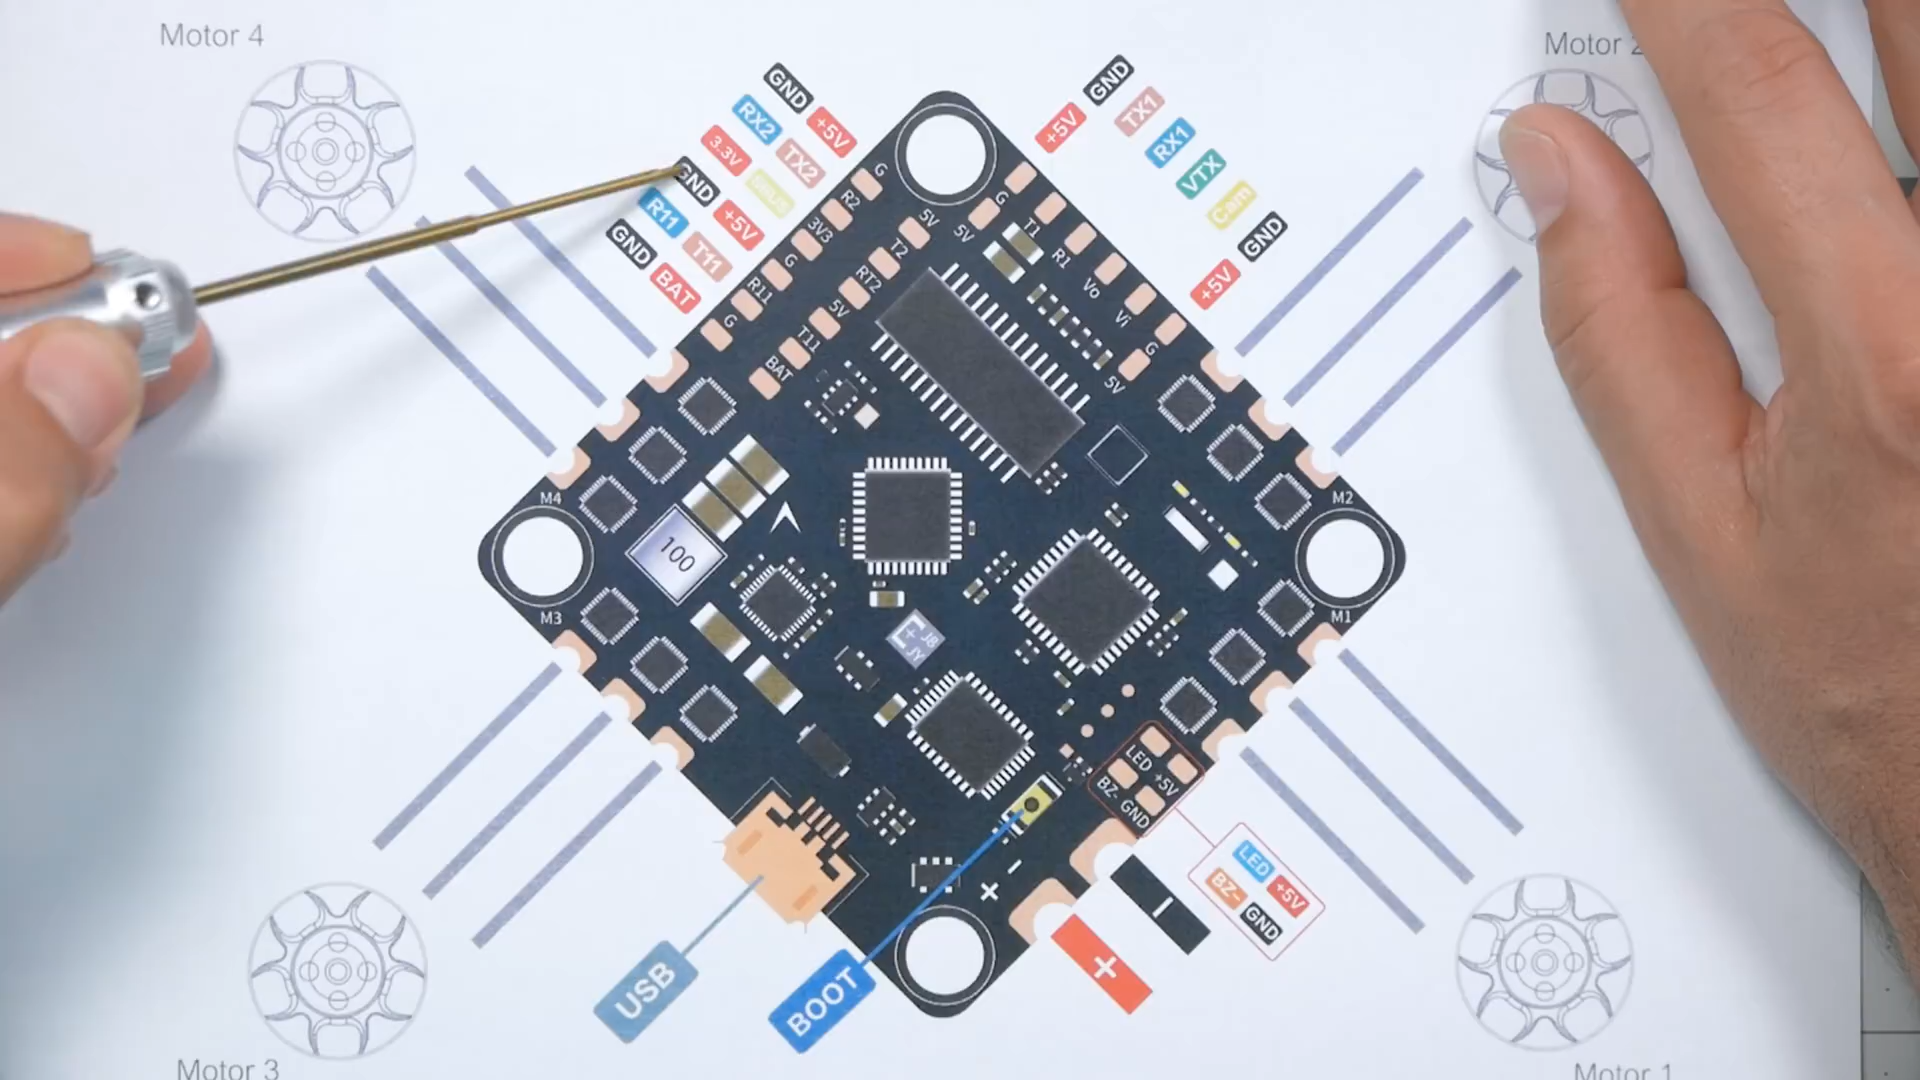 Motor 4
Motor 2
GND
+5V
RX2
TX2
3.3V
SBUS
GND
+5V
R11
T11
GND
BAT
GND
+5V
TX1
RX1
VTX
Cam
GND
+5V
G
R2
3V3
G
R11
G
5V
T2
RT2
5V
T11
BAT
G
5V
T1
R1
Vo
Vi
G
5V
M4
M2
100
M3
M1
J8
JY
LED +5V
BZ- GND
LED +5V
BZ- GND
+ -
+
-
USB
BOOT
Motor 3
Motor 1